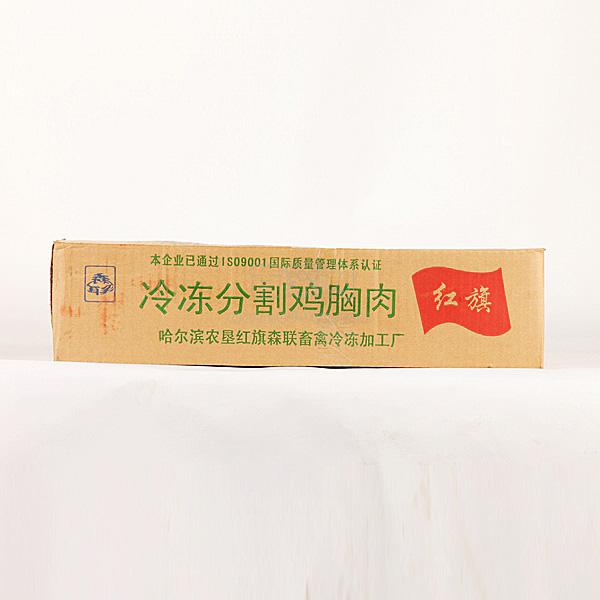 本企业已通过ISO9001国际质量管理体系认证
森联
冷冻分割鸡胸肉
红旗
哈尔滨农垦红旗森联畜禽冷冻加工厂